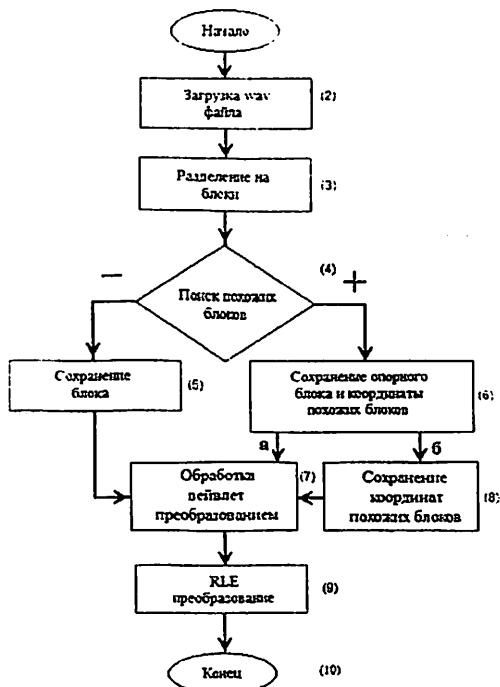 Начало
Загрузка wav
файла
(2)
Разделение на
блоки
(3)
(4)
—
+
Поиск похожих
блоков
Сохранение
блока
(5)
Сохранение опорного
блока и координаты
похожих блоков
(6)
а
б
Обработка
вейвлет
преобразованием
(7)
Сохранение
координат
похожих блоков
(8)
RLE
преобразование
(9)
Конец
(10)